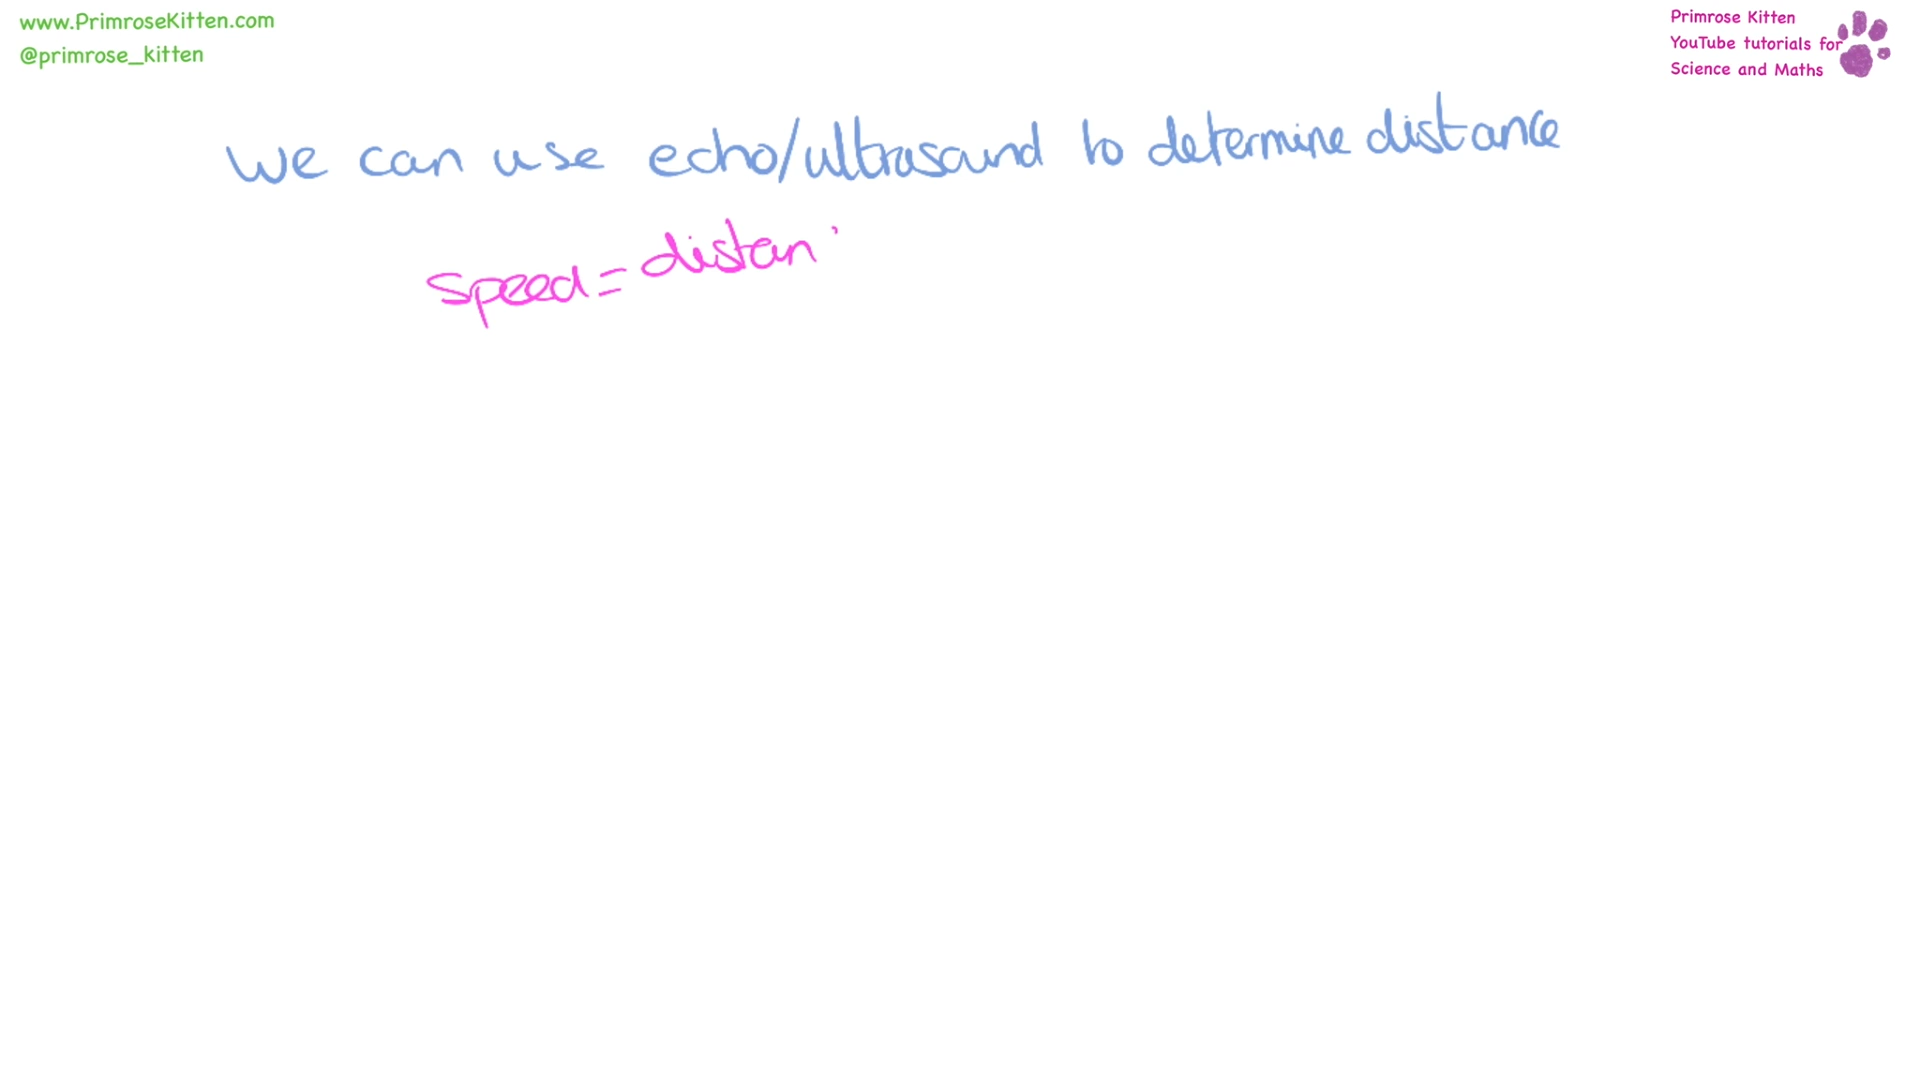 www.PrimroseKitten.com
@primrose_kitten
Primrose Kitten
YouTube tutorials for
Science and Maths
We can use echo/ultrasound to determine distance
speed = distan